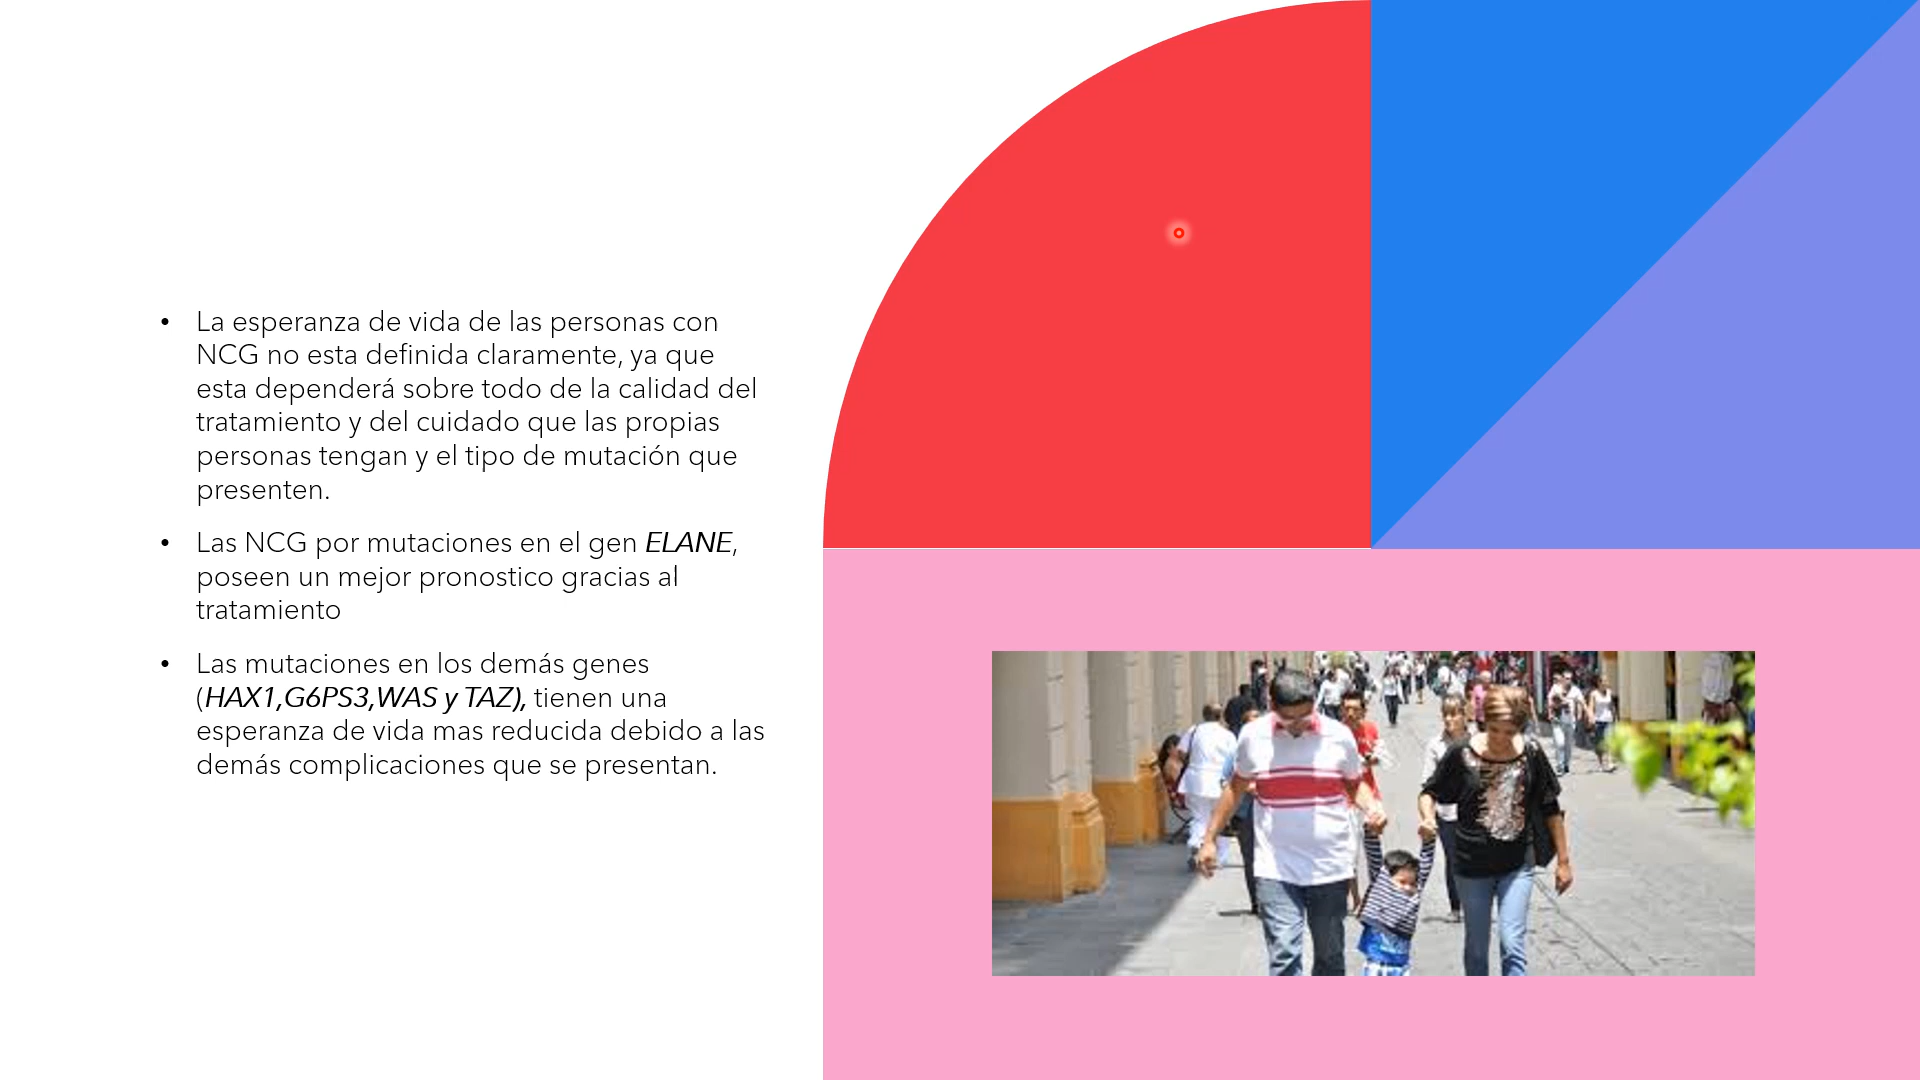 • La esperanza de vida de las personas con
NCG no esta definida claramente, ya que
esta dependerá sobre todo de la calidad del
tratamiento y del cuidado que las propias
personas tengan y el tipo de mutación que
presenten.
• Las NCG por mutaciones en el gen ELANE,
poseen un mejor pronostico gracias al
tratamiento
• Las mutaciones en los demás genes
(HAX1,G6PS3,WAS y TAZ), tienen una
esperanza de vida mas reducida debido a las
demás complicaciones que se presentan.